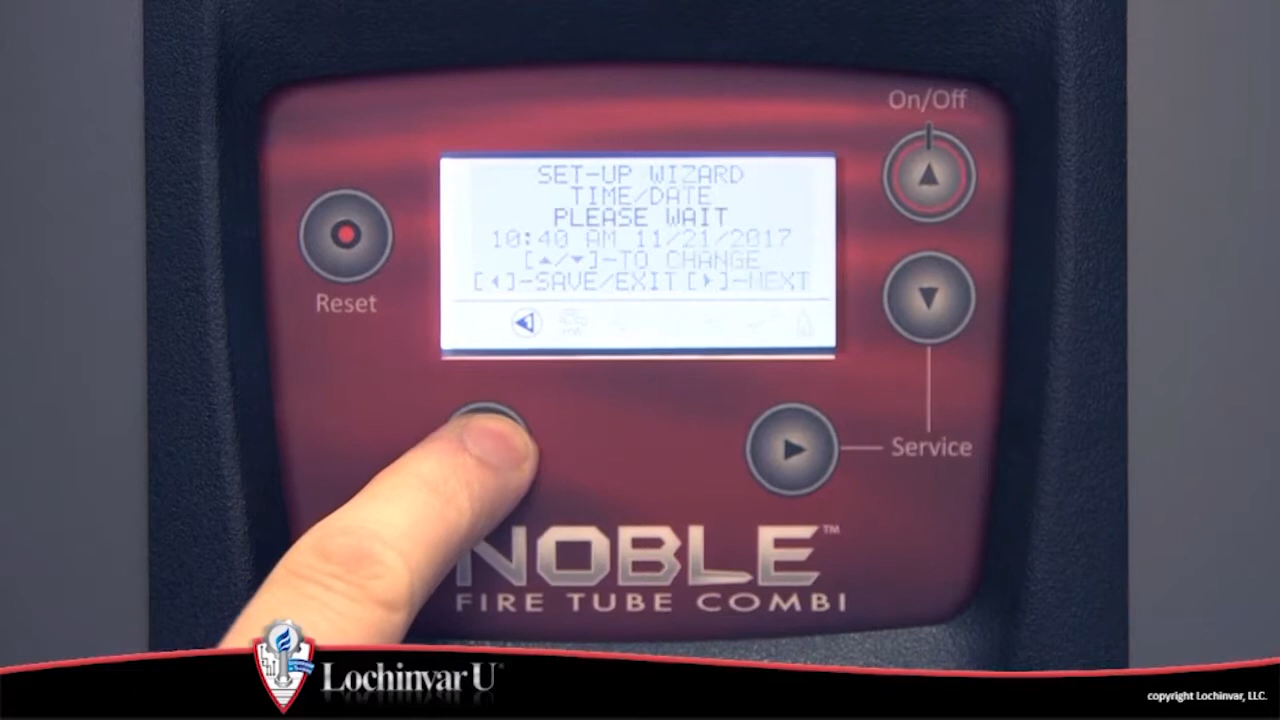 On/Off
SET-UP WIZARD
TIME/DATE
PLEASE WAIT
10:40 AM 11/21/2017
[▲/▼]-TO CHANGE
[◀]-SAVE/EXIT [▶]-NEXT
Reset
Service
NOBLE™
FIRE TUBE COMBI
Lochinvar U
copyright Lochinvar, LLC.